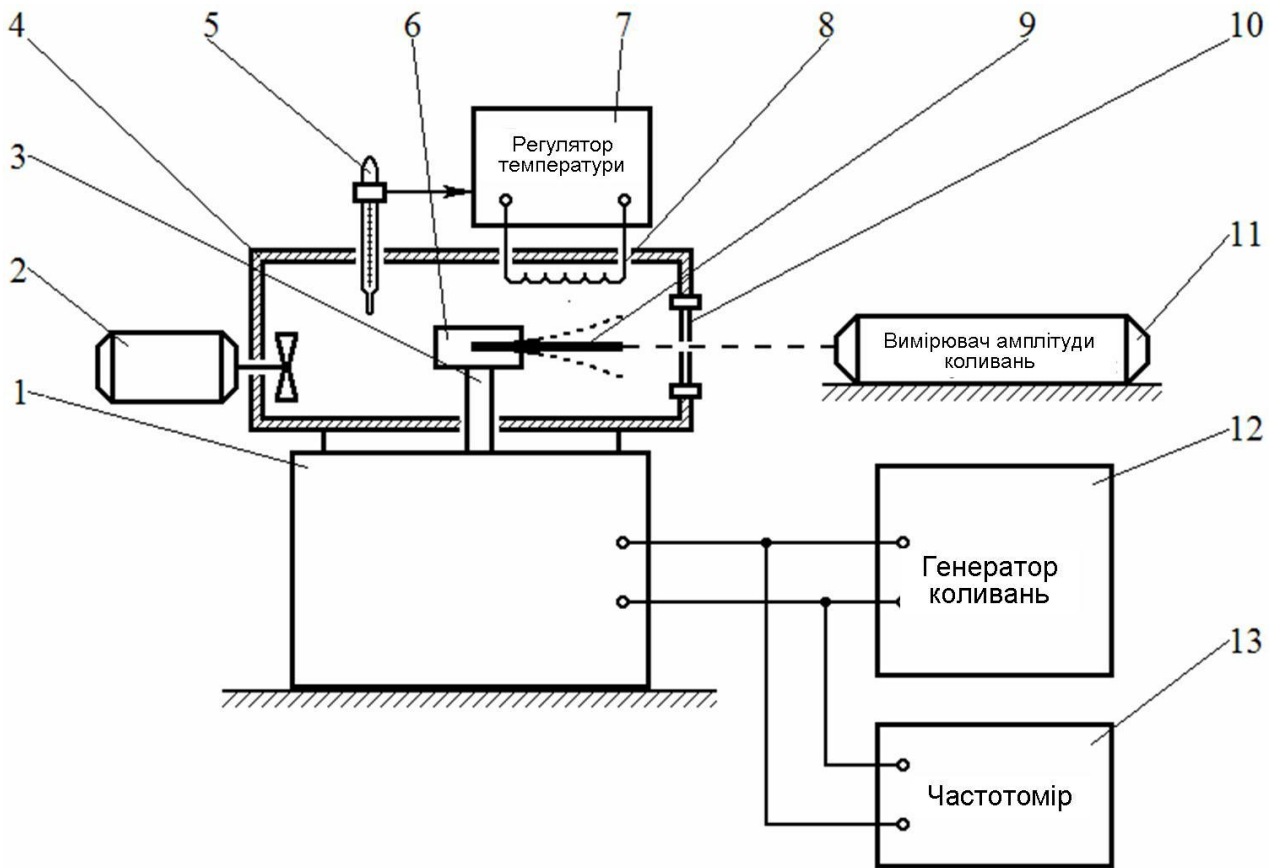 4
5
6
7
8
9
10
3
2
1
11
12
13
Регулятор
температури
Вимірювач амплітуди
коливань
Генератор
коливань
Частотомір